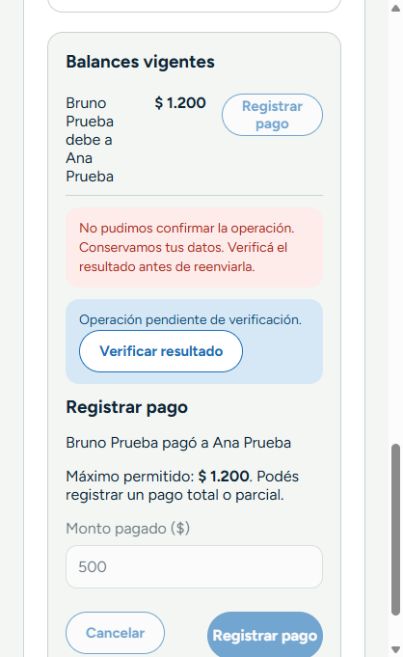 Balances vigentes
Bruno
Prueba
debe a
Ana
Prueba
$ 1.200
Registrar
pago
No pudimos confirmar la operación.
Conservamos tus datos. Verificá el
resultado antes de reenviarla.
Operación pendiente de verificación.
Verificar resultado
Registrar pago
Bruno Prueba pagó a Ana Prueba
Máximo permitido: $ 1.200. Podés
registrar un pago total o parcial.
Monto pagado ($)
500
Cancelar
Registrar pago